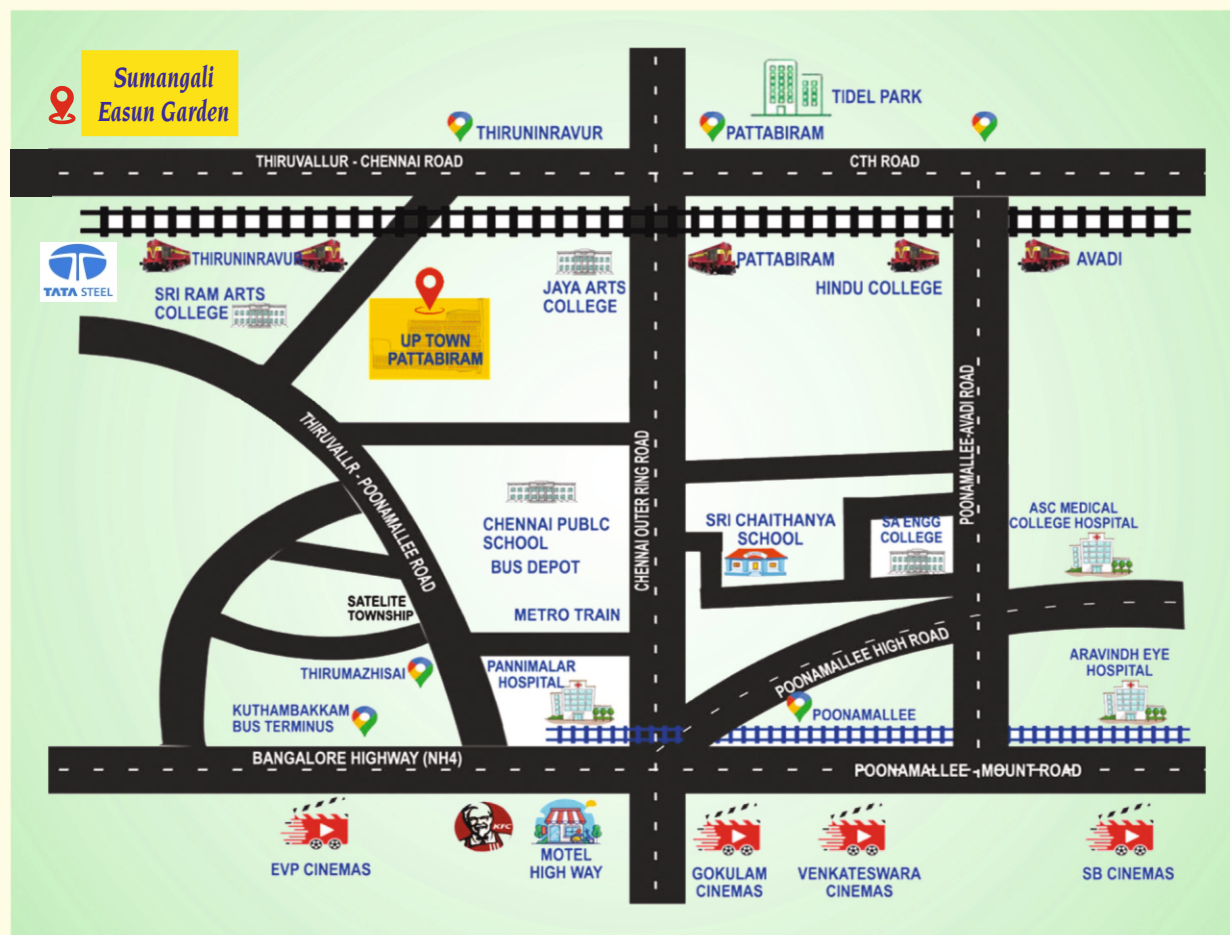 Sumangali
Easun Garden
TIDEL PARK
THIRUNINRAVUR
PATTABIRAM
THIRUVALLUR - CHENNAI ROAD
CTH ROAD
TATA STEEL
THIRUNINRAVUR
SRI RAM ARTS
COLLEGE
JAYA ARTS
COLLEGE
PATTABIRAM
HINDU COLLEGE
AVADI
UP TOWN
PATTABIRAM
THIRUVALLR - POONAMALLEE ROAD
CHENNAI OUTER RING ROAD
POONAMALLEE-AVADI ROAD
CHENNAI PUBLC
SCHOOL
BUS DEPOT
SRI CHAITHANYA
SCHOOL
SA ENGG
COLLEGE
ASC MEDICAL
COLLEGE HOSPITAL
SATELITE
TOWNSHIP
METRO TRAIN
THIRUMAZHISAI
PANNIMALAR
HOSPITAL
POONAMALLEE HIGH ROAD
ARAVINDH EYE
HOSPITAL
KUTHAMBAKKAM
BUS TERMINUS
POONAMALLEE
BANGALORE HIGHWAY (NH4)
POONAMALLEE - MOUNT ROAD
EVP CINEMAS
KFC
MOTEL
HIGH WAY
GOKULAM
CINEMAS
VENKATESWARA
CINEMAS
SB CINEMAS